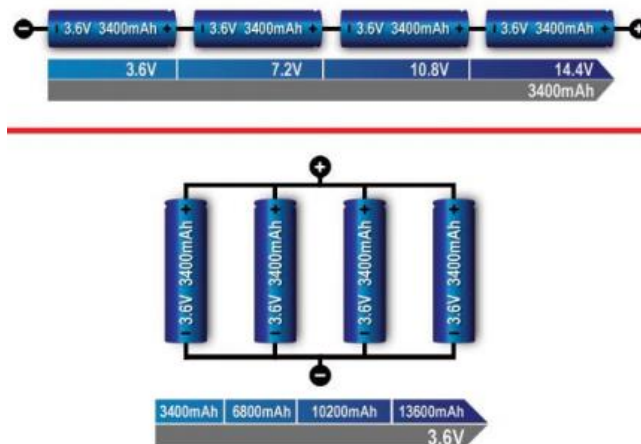 − 3.6V 3400mAh + − 3.6V 3400mAh + − 3.6V 3400mAh + − 3.6V 3400mAh + +
3.6V 7.2V 10.8V 14.4V
3400mAh
+
− 3.6V 3400mAh +
− 3.6V 3400mAh +
− 3.6V 3400mAh +
− 3.6V 3400mAh +
−
3400mAh 6800mAh 10200mAh 13600mAh
3.6V